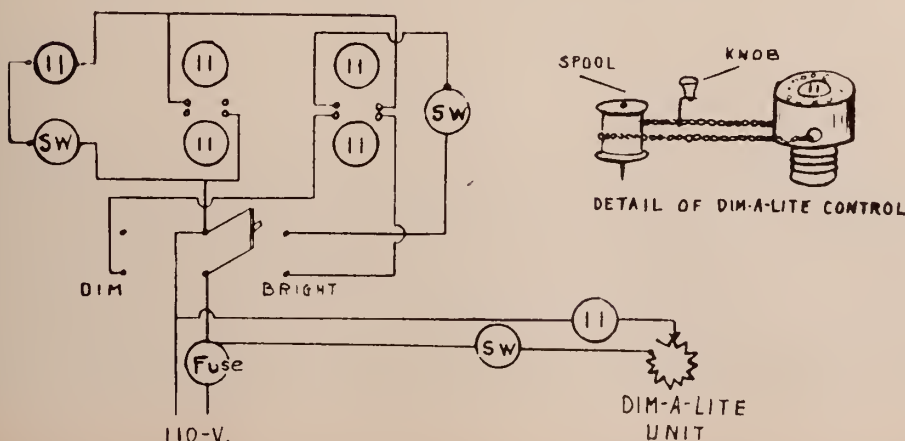 11
11
11
SW
11
11
SW
SPOOL
KNOB
11
DETAIL OF DIM-A-LITE CONTROL
DIM
BRIGHT
11
SW
Fuse
110-V.
DIM-A-LITE
UNIT